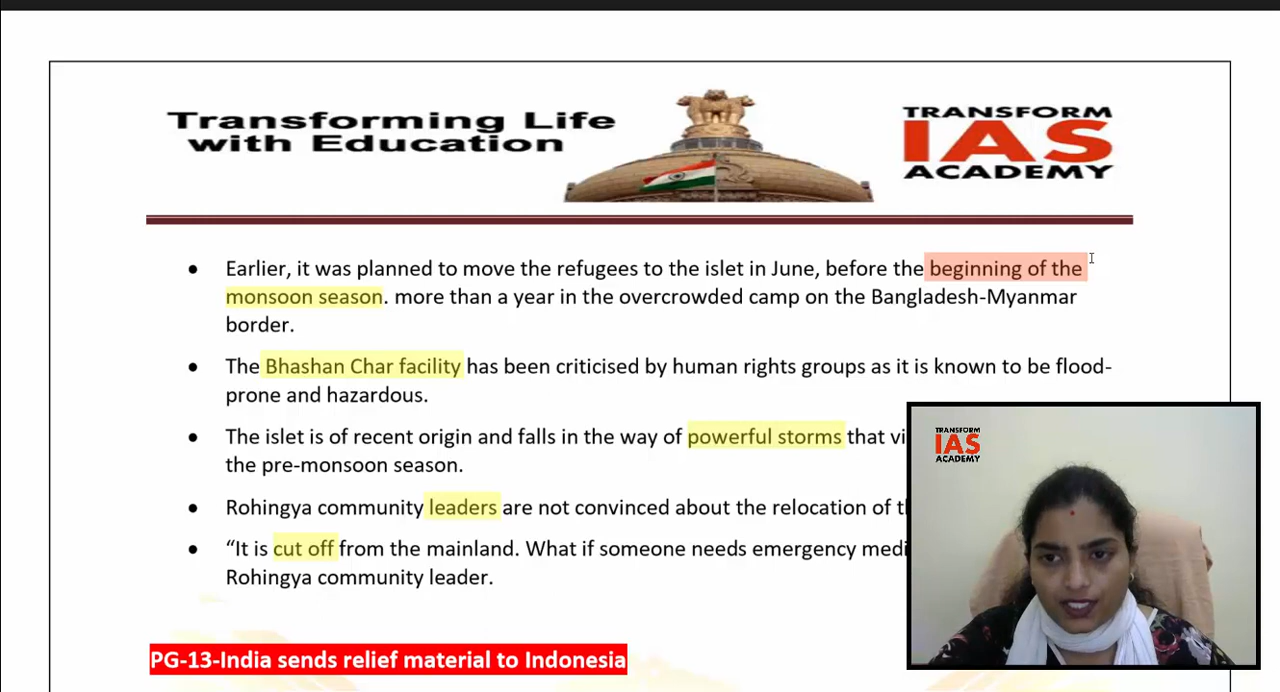 Transforming Life
with Education
TRANSFORM
IAS
ACADEMY
• Earlier, it was planned to move the refugees to the islet in June, before the beginning of the
monsoon season. more than a year in the overcrowded camp on the Bangladesh-Myanmar
border.
• The Bhashan Char facility has been criticised by human rights groups as it is known to be flood-
prone and hazardous.
• The islet is of recent origin and falls in the way of powerful storms that
the pre-monsoon season.
• Rohingya community leaders are not convinced about the relocation of
• “It is cut off from the mainland. What if someone needs emergency
Rohingya community leader.
TRANSFORM
IAS
ACADEMY
PG-13-India sends relief material to Indonesia